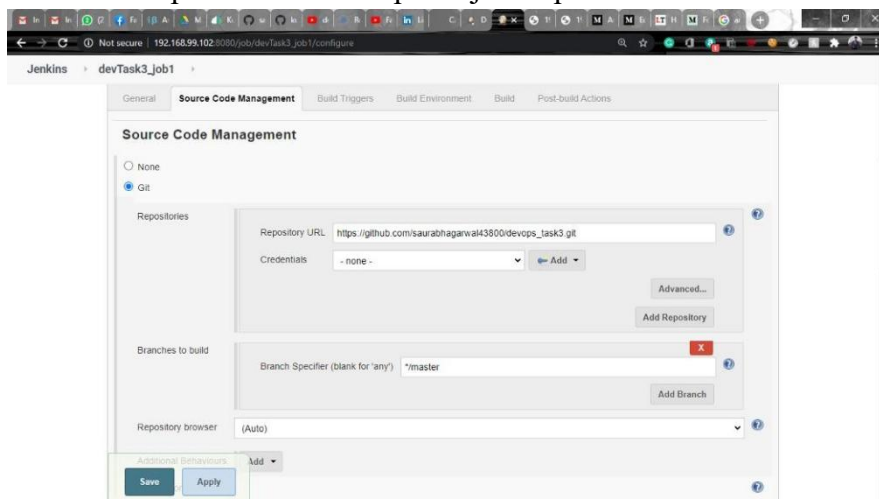 Not secure | 192.168.99.102:8080/job/devTask3_job1/configure
Jenkins › devTask3_job1 ›
General Source Code Management Build Triggers Build Environment Build Post-build Actions
Source Code Management
None
Git
Repositories
Repository URL https://github.com/saurabhagarwal43800/devops_task3.git
Credentials - none - Add
Advanced...
Add Repository
Branches to build X
Branch Specifier (blank for 'any') */master
Add Branch
Repository browser (Auto)
Additional Behaviours Add
Save Apply